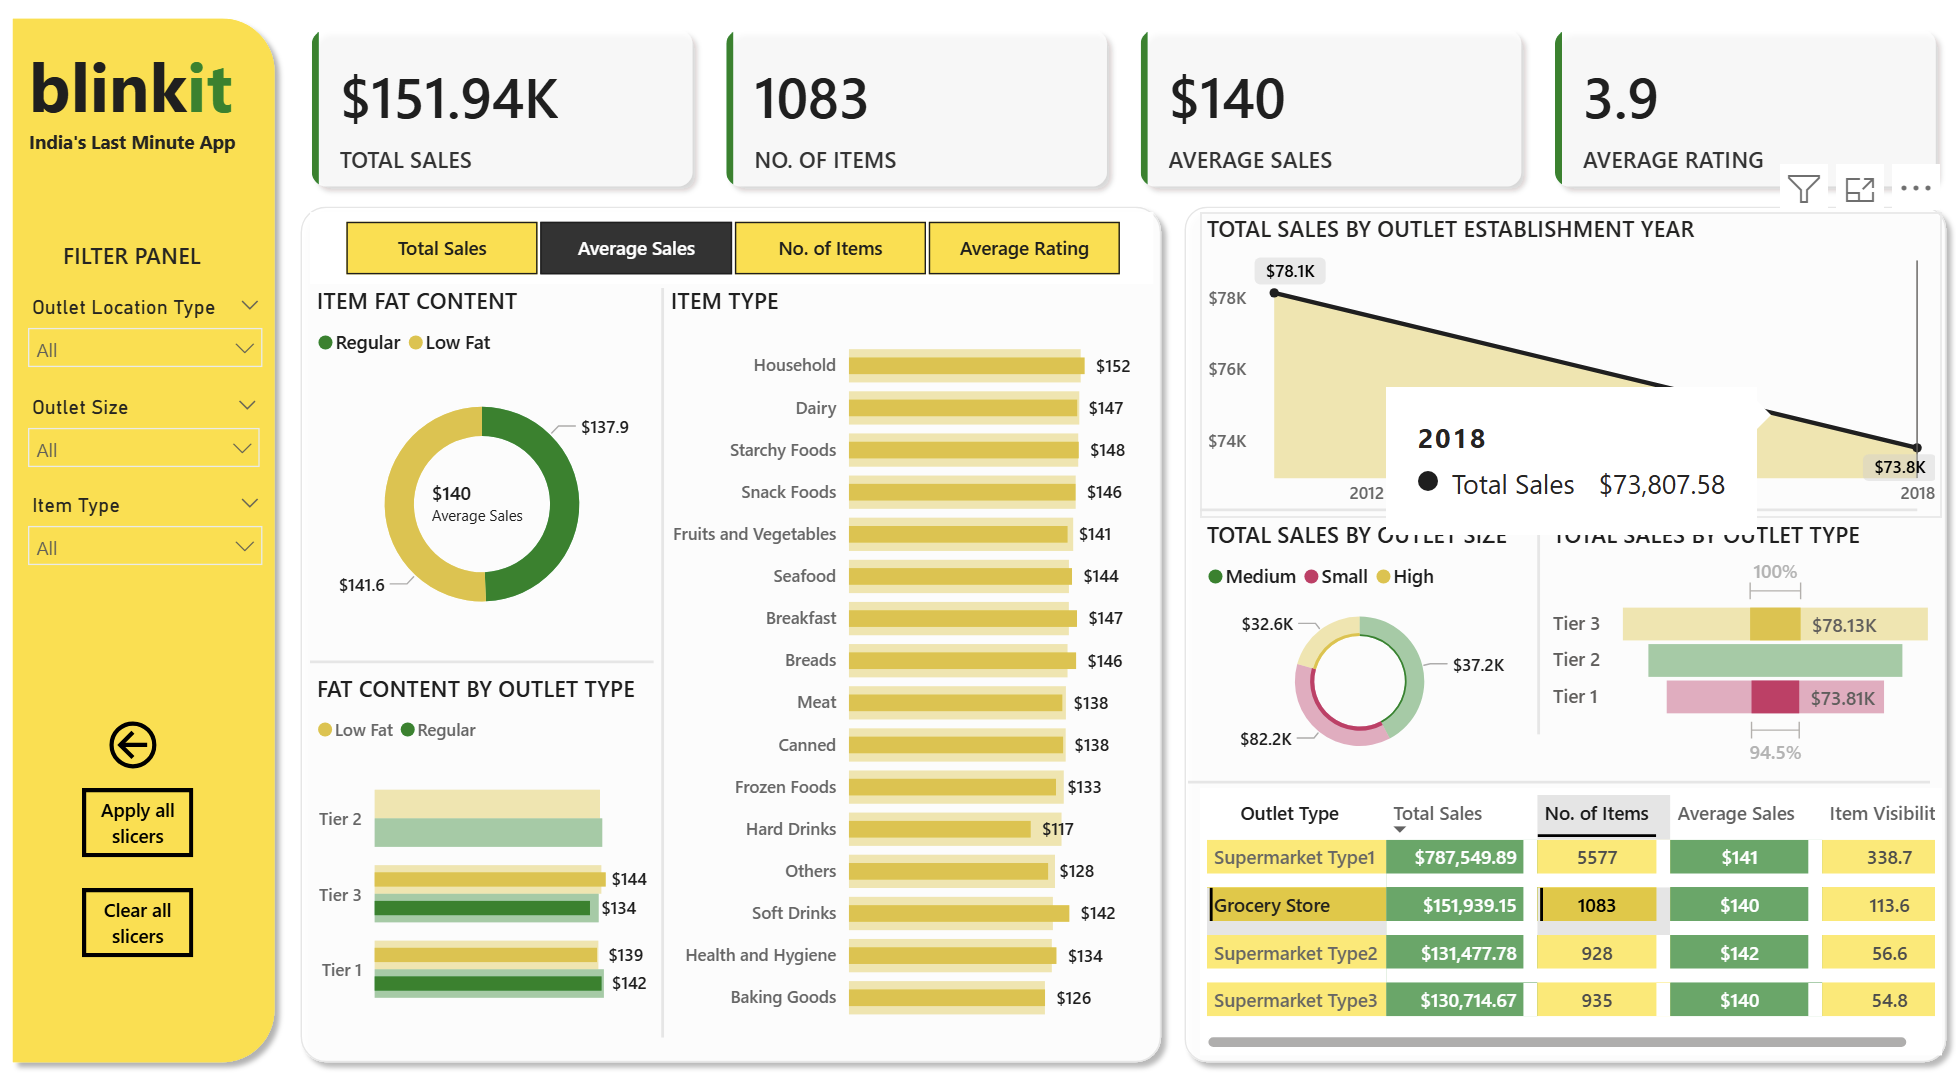 blinkit
India's Last Minute App
FILTER PANEL
Outlet Location Type
All
Outlet Size
All
Item Type
All
Apply all
slicers
Clear all
slicers
$151.94K
TOTAL SALES
1083
NO. OF ITEMS
$140
AVERAGE SALES
3.9
AVERAGE RATING
Total Sales
Average Sales
No. of Items
Average Rating
ITEM FAT CONTENT
Regular Low Fat
$137.9
$140
Average Sales
$141.6
FAT CONTENT BY OUTLET TYPE
Low Fat Regular
Tier 2
Tier 3 $144
$134
Tier 1 $139
$142
ITEM TYPE
Household $152
Dairy $147
Starchy Foods $148
Snack Foods $146
Fruits and Vegetables $141
Seafood $144
Breakfast $147
Breads $146
Meat $138
Canned $138
Frozen Foods $133
Hard Drinks $117
Others $128
Soft Drinks $142
Health and Hygiene $134
Baking Goods $126
TOTAL SALES BY OUTLET ESTABLISHMENT YEAR
$78.1K
$78K
$76K
$74K
$73.8K
2012 2018
2018
Total Sales $73,807.58
TOTAL SALES BY OUTLET SIZE
Medium Small High
$32.6K
$37.2K
$82.2K
TOTAL SALES BY OUTLET TYPE
100%
Tier 3 $78.13K
Tier 2
Tier 1 $73.81K
94.5%
Outlet Type Total Sales No. of Items Average Sales Item Visibilit
Supermarket Type1 $787,549.89 5577 $141 338.7
Grocery Store $151,939.15 1083 $140 113.6
Supermarket Type2 $131,477.78 928 $142 56.6
Supermarket Type3 $130,714.67 935 $140 54.8